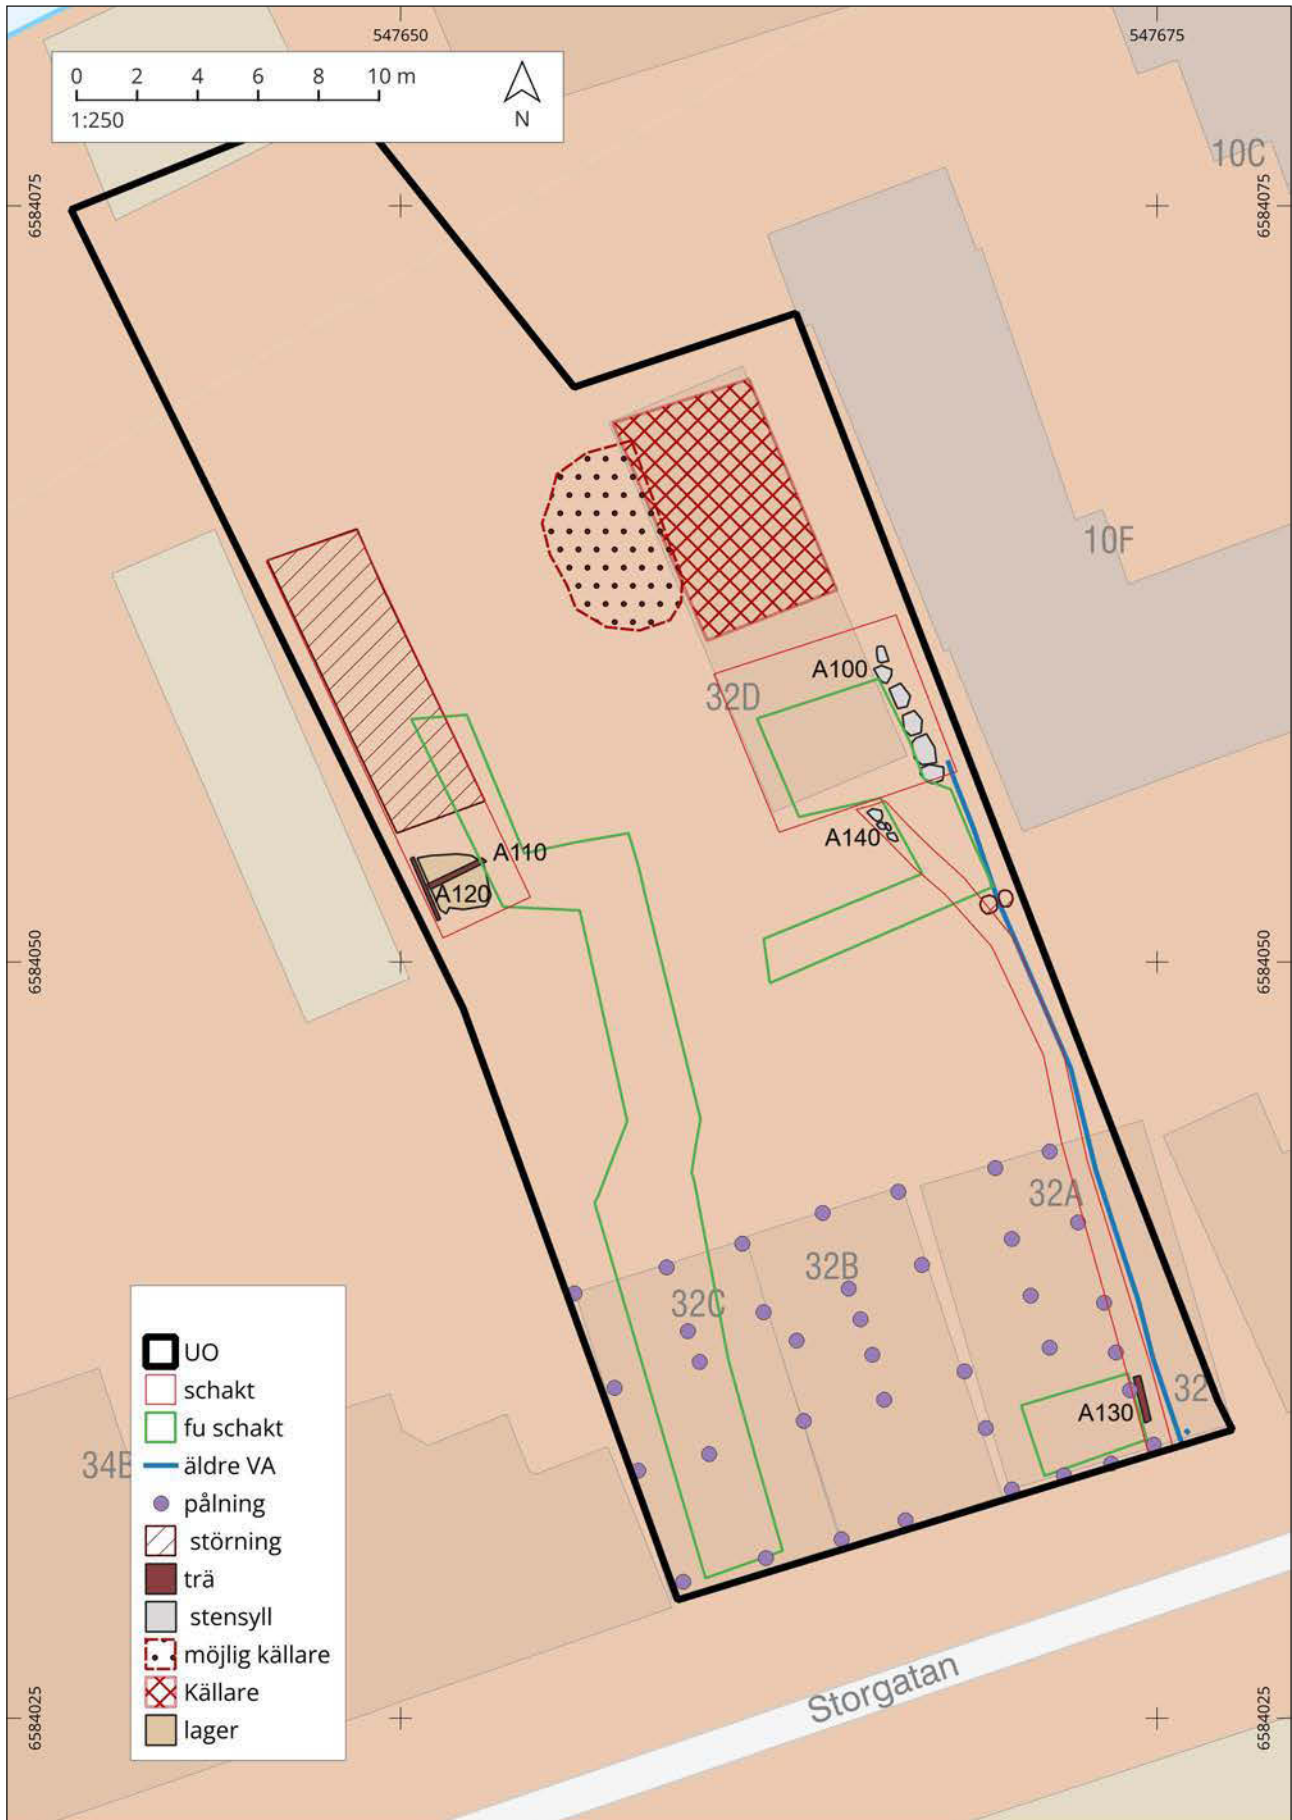 547650
547675
0 2 4 6 8 10 m
1:250
N
10C
6584075
6584075
10F
A100
32D
A140
A110
A120
6584050
6584050
32A
32B
32C
32
A130
34B
UO
schakt
fu schakt
äldre VA
pålning
störning
trä
stensyll
möjlig källare
Källare
lager
Storgatan
6584025
6584025